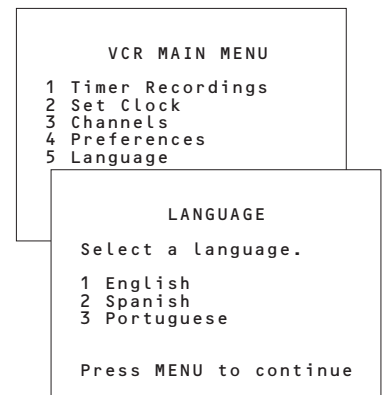 VCR MAIN MENU
1 Timer Recordings
2 Set Clock
3 Channels
4 Preferences
5 Language
LANGUAGE
Select a language.
1 English
2 Spanish
3 Portuguese
Press MENU to continue